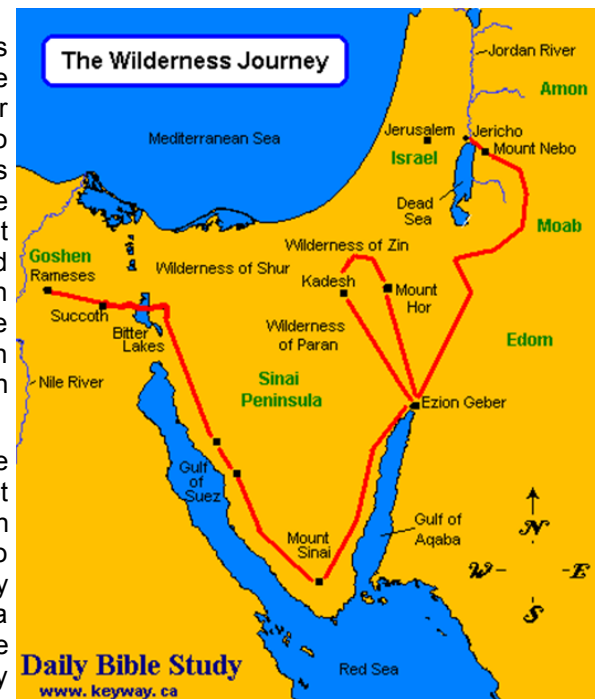 The Wilderness Journey
Jordan River
Amon
Mediterranean Sea
Jerusalem
Jericho
Mount Nebo
Israel
Dead
Sea
Moab
Wilderness of Zin
Goshen
Rameses
Wilderness of Shur
Kadesh
Mount
Hor
Succoth
Bitter
Lakes
Wilderness
of Paran
Edom
Nile River
Sinai
Peninsula
Ezion Geber
Gulf
of
Suez
Gulf of
Aqaba
Mount
Sinai
N
W
E
S
Daily Bible Study
www.keyway.ca
Red Sea